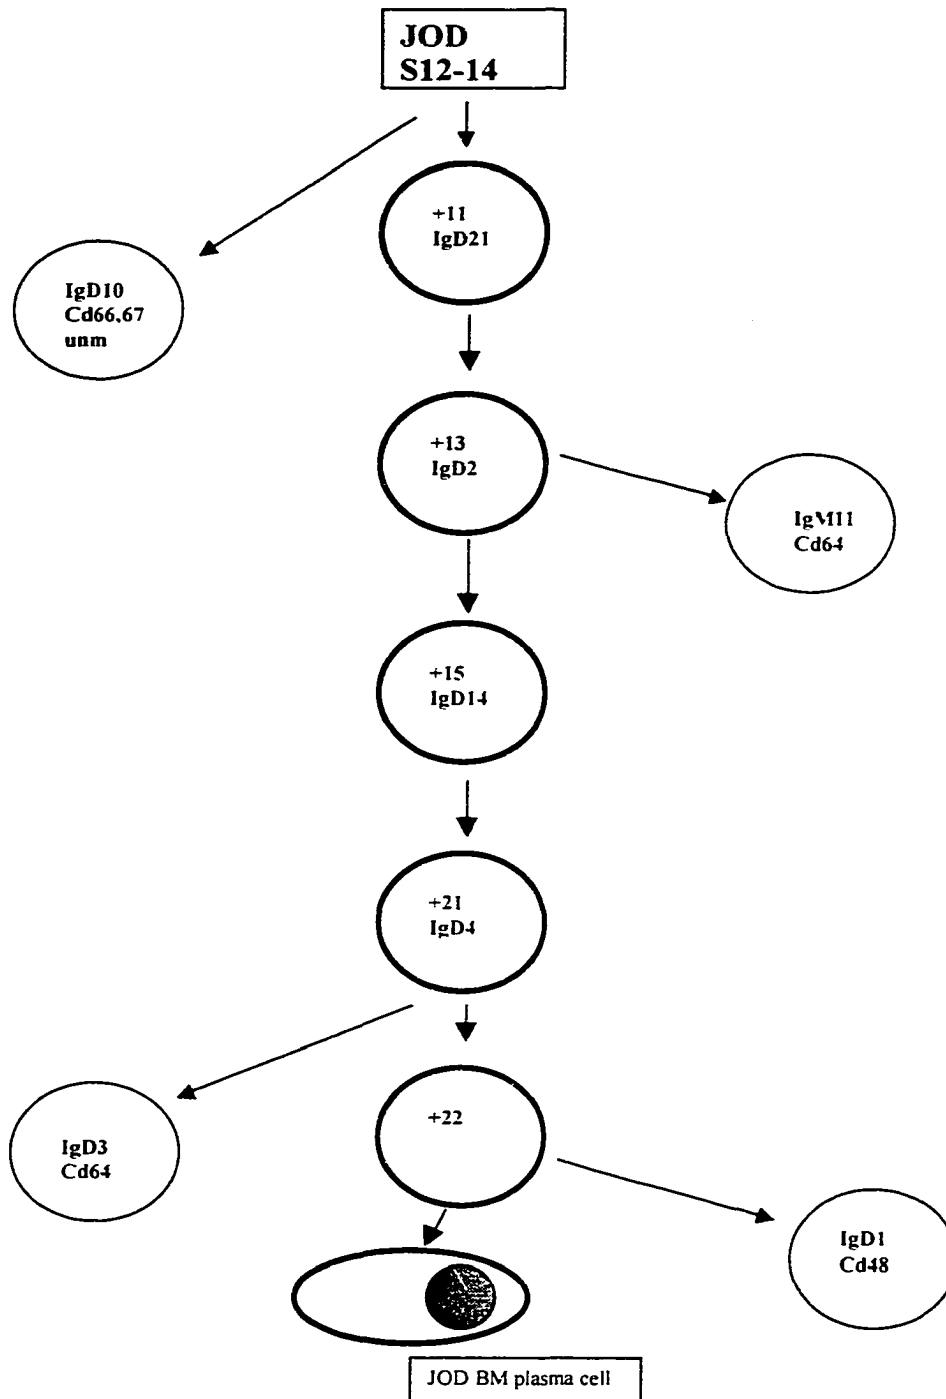 JOD
S12-14
+11
IgD21
IgD10
Cd66,67
unm
+13
IgD2
IgM11
Cd64
+15
IgD14
+21
IgD4
IgD3
Cd64
+22
IgD1
Cd48
JOD BM plasma cell